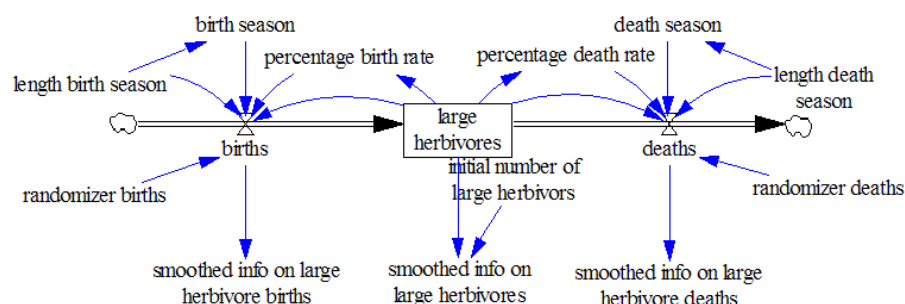 birth season
death season
percentage birth rate
percentage death rate
length birth season
length death
season
large
herbivores
births
deaths
initial number of
large herbivors
randomizer births
randomizer deaths
smoothed info on large
herbivore births
smoothed info on
large herbivores
smoothed info on large
herbivore deaths